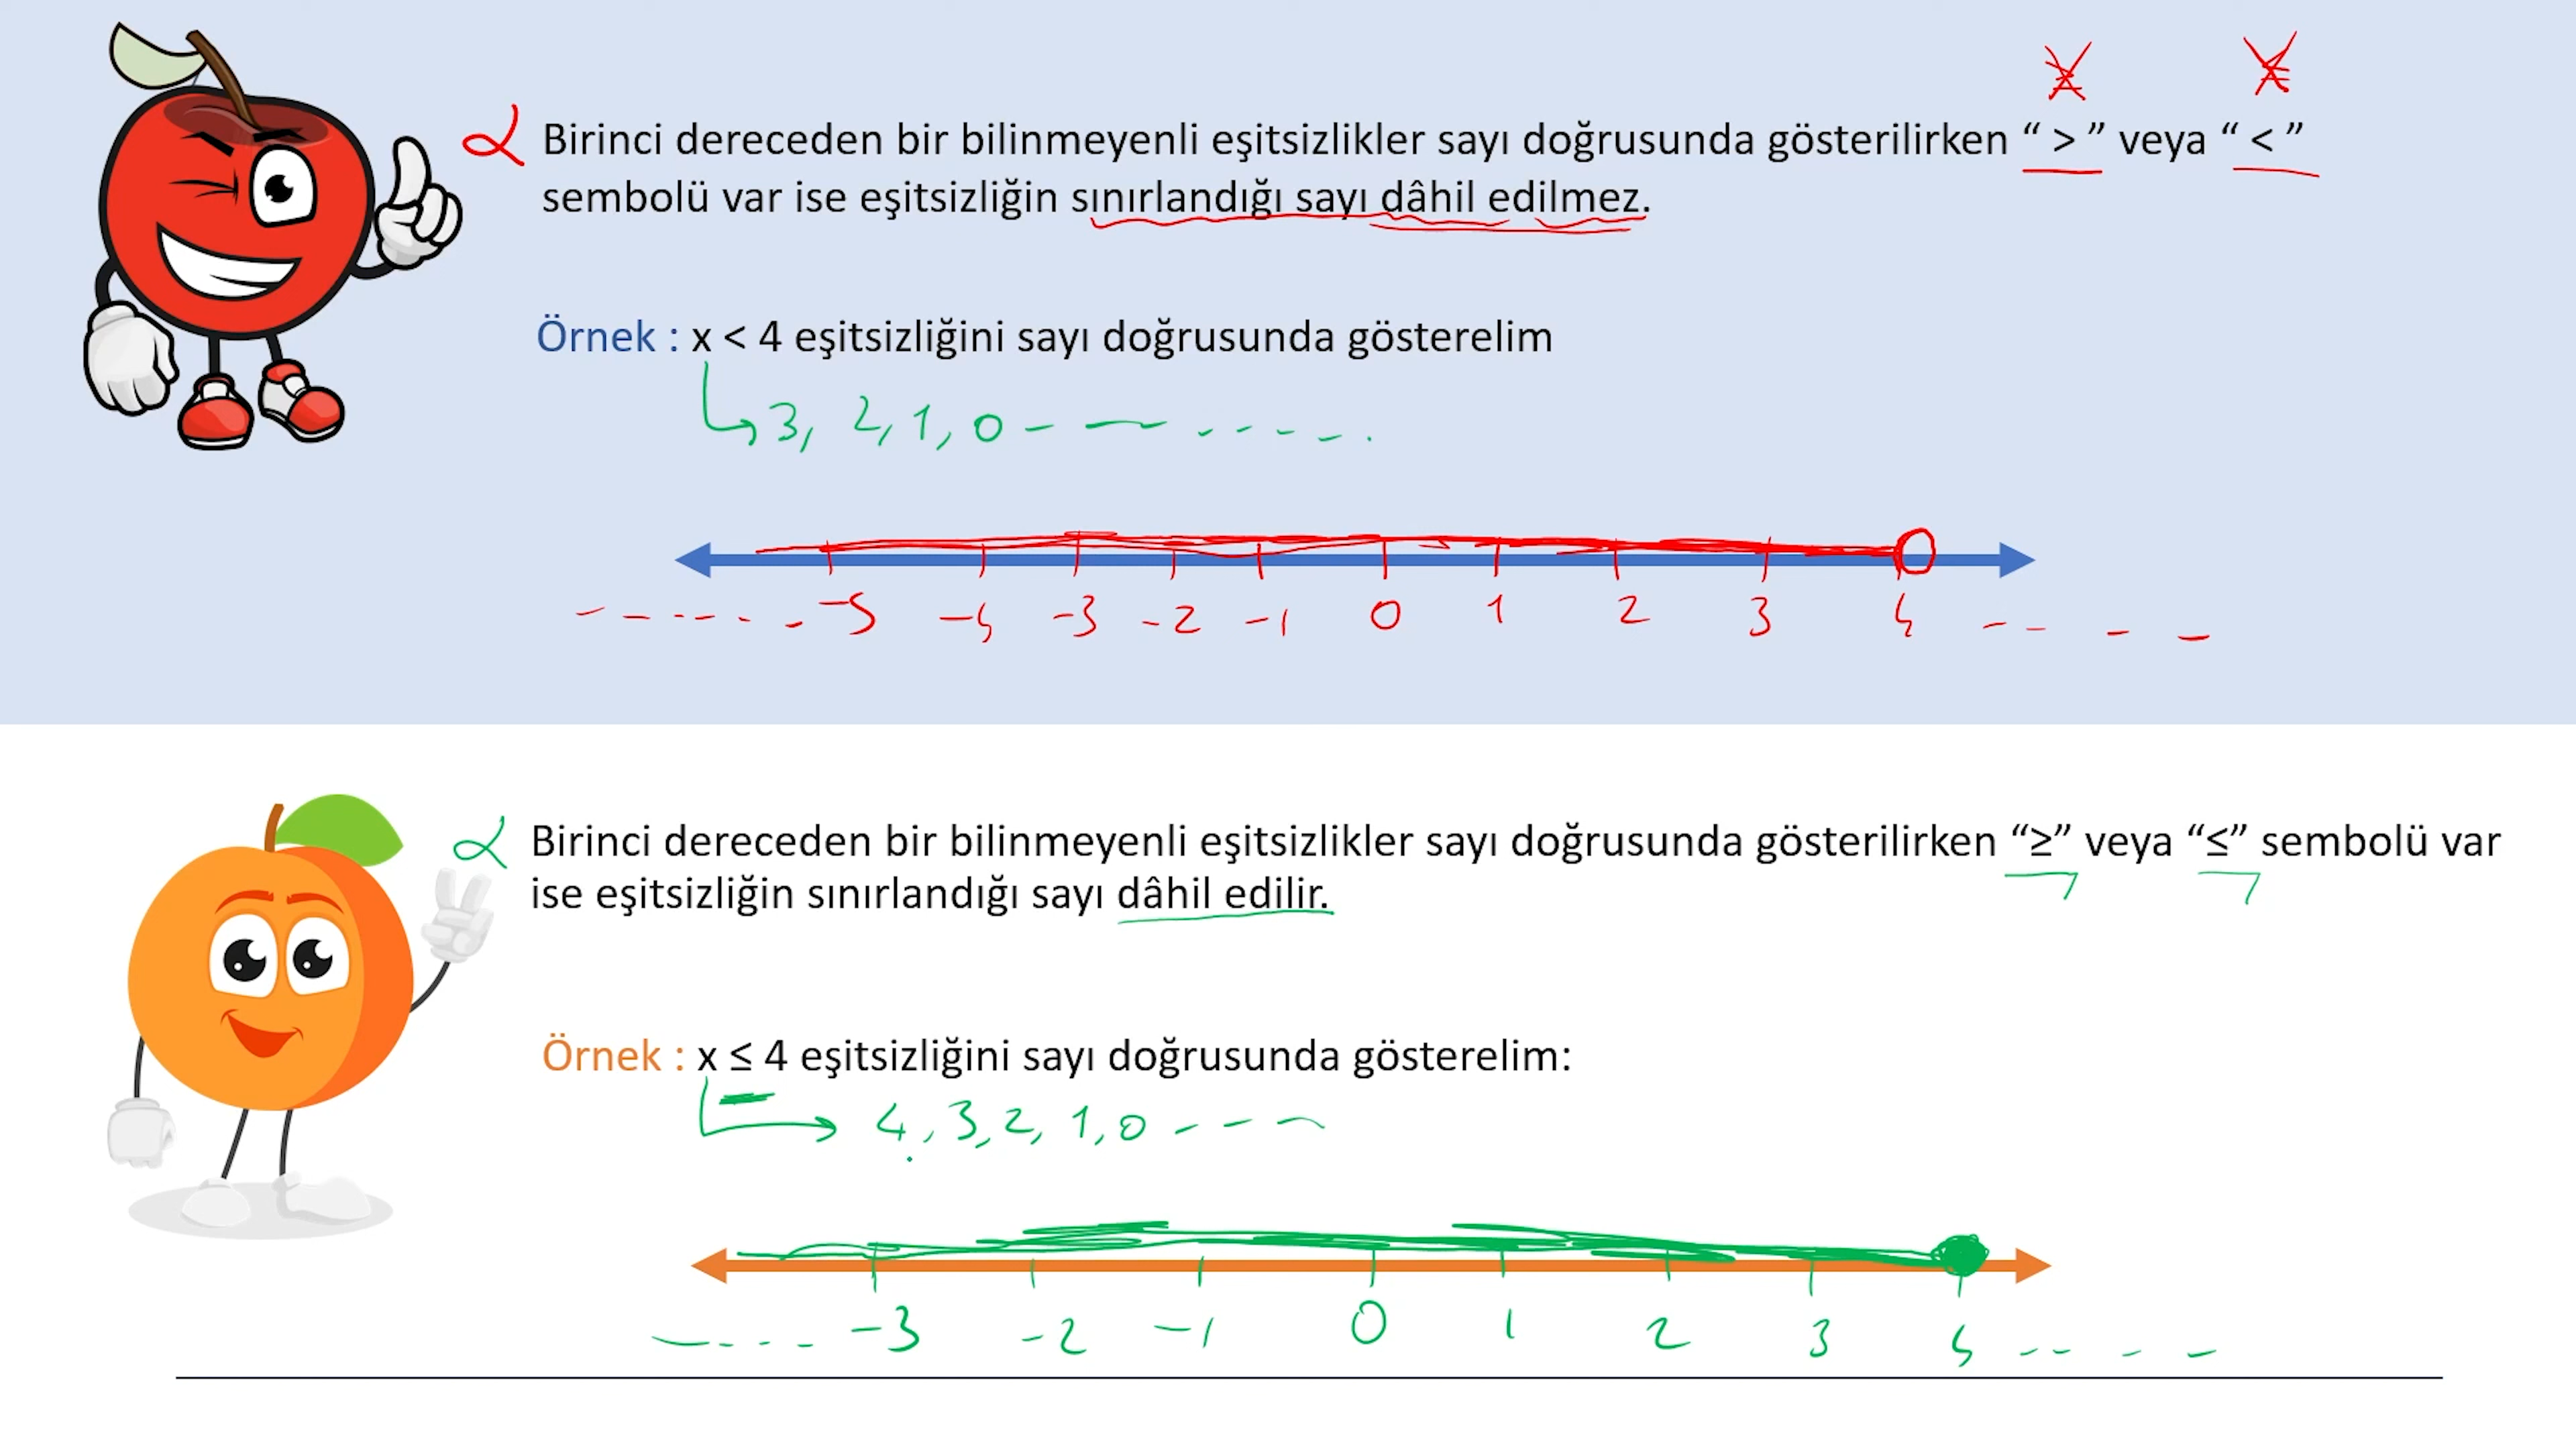 Birinci dereceden bir bilinmeyenli eşitsizlikler sayı doğrusunda gösterilirken “ > ” veya “ < ”
sembolü var ise eşitsizliğin sınırlandığı sayı dâhil edilmez.
Örnek : x < 4 eşitsizliğini sayı doğrusunda gösterelim
3, 2, 1, 0 - - - - - - .
- - - - - -5 -4 -3 -2 -1 0 1 2 3 4 - - - -
Birinci dereceden bir bilinmeyenli eşitsizlikler sayı doğrusunda gösterilirken “≥” veya “≤” sembolü var
ise eşitsizliğin sınırlandığı sayı dâhil edilir.
Örnek : x ≤ 4 eşitsizliğini sayı doğrusunda gösterelim:
4, 3, 2, 1, 0 - - -
- - - - -3 -2 -1 0 1 2 3 4 - - - -